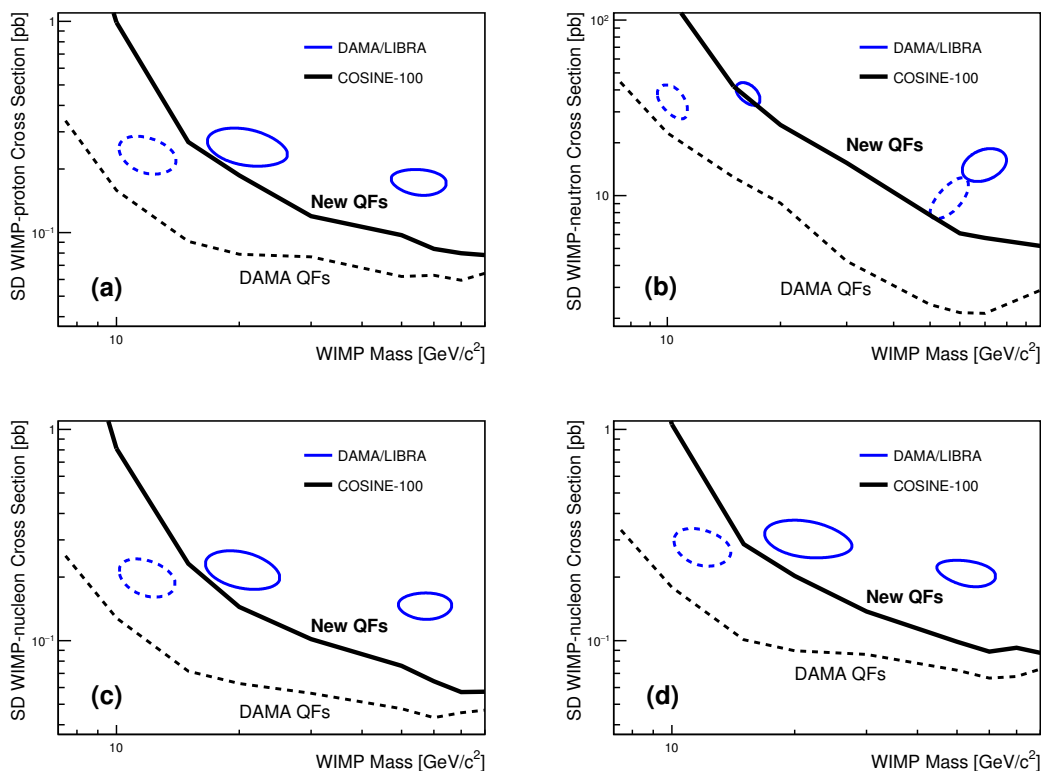 SD WIMP-proton Cross Section [pb]
1
10⁻¹
DAMA/LIBRA
COSINE-100
New QFs
DAMA QFs
(a)
10
WIMP Mass [GeV/c²]
SD WIMP-neutron Cross Section [pb]
10²
10
1
DAMA/LIBRA
COSINE-100
New QFs
DAMA QFs
(b)
10
WIMP Mass [GeV/c²]
SD WIMP-nucleon Cross Section [pb]
1
10⁻¹
DAMA/LIBRA
COSINE-100
New QFs
DAMA QFs
(c)
10
WIMP Mass [GeV/c²]
SD WIMP-nucleon Cross Section [pb]
1
10⁻¹
DAMA/LIBRA
COSINE-100
New QFs
DAMA QFs
(d)
10
WIMP Mass [GeV/c²]